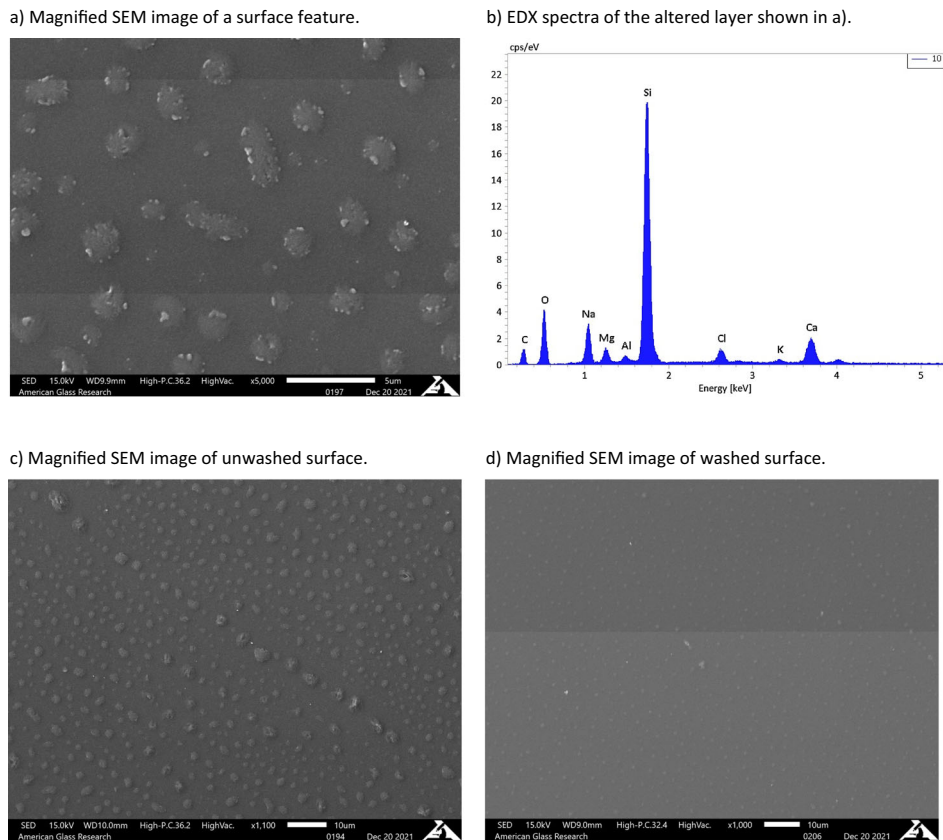 a) Magnified SEM image of a surface feature.
b) EDX spectra of the altered layer shown in a).
SED 15.0kV WD9.9mm High-P.C.36.2 HighVac. x5,000 5um
American Glass Research 0197 Dec 20 2021
cps/eV
10
22
20
18
16
14
12
10
8
6
4
2
0
C
O
Na
Mg
Al
Si
Cl
K
Ca
1 2 3 4 5
Energy [keV]
c) Magnified SEM image of unwashed surface.
d) Magnified SEM image of washed surface.
SED 15.0kV WD10.0mm High-P.C.36.2 HighVac. x1,100 10um
American Glass Research 0194 Dec 20 2021
SED 15.0kV WD9.0mm High-P.C.32.4 HighVac. x1,000 10um
American Glass Research 0206 Dec 20 2021